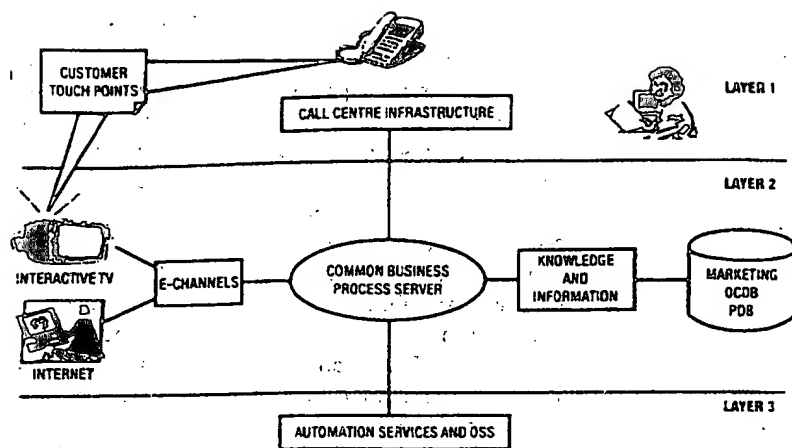 CUSTOMER
TOUCH POINTS
CALL CENTRE INFRASTRUCTURE
LAYER 1
LAYER 2
INTERACTIVE TV
E-CHANNELS
COMMON BUSINESS
PROCESS SERVER
KNOWLEDGE
AND
INFORMATION
MARKETING
OCDB
PDB
INTERNET
LAYER 3
AUTOMATION SERVICES AND OSS